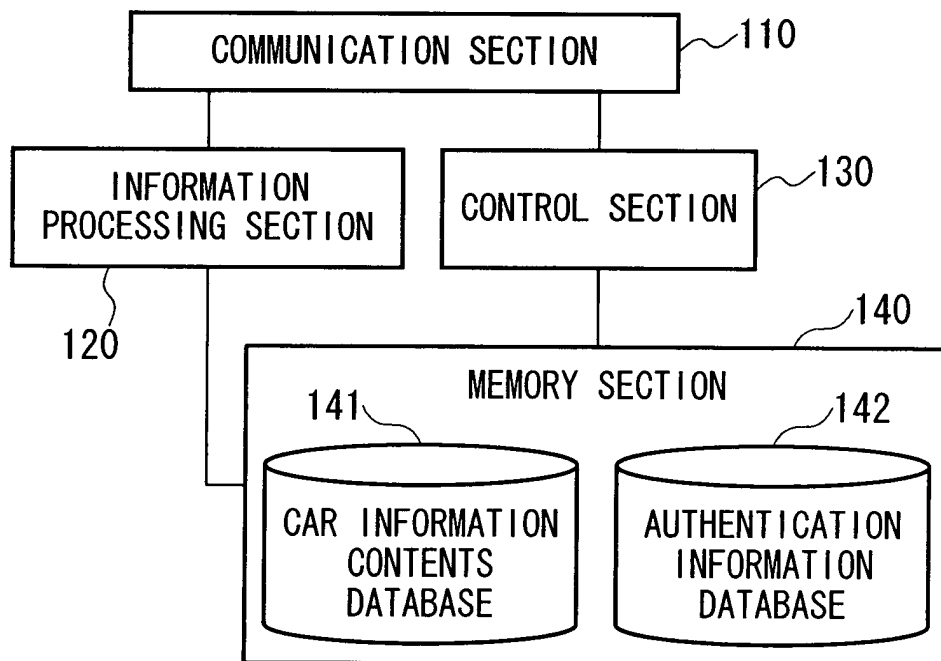 COMMUNICATION SECTION
110
INFORMATION
PROCESSING SECTION
120
CONTROL SECTION
130
140
MEMORY SECTION
141
CAR INFORMATION
CONTENTS
DATABASE
142
AUTHENTICATION
INFORMATION
DATABASE